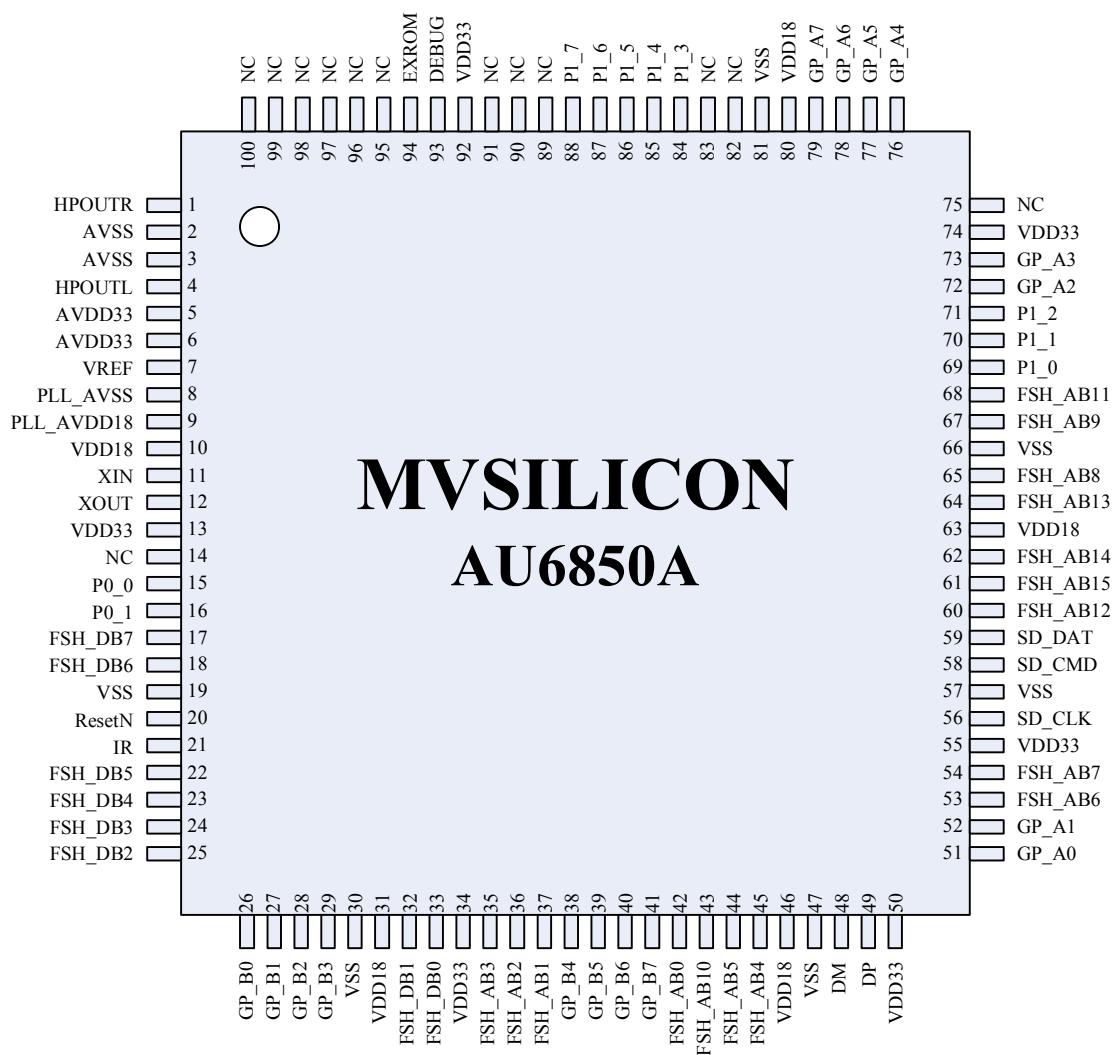 NC NC NC NC NC NC EXROM DEBUG VDD33 NC NC NC P1_7 P1_6 P1_5 P1_4 P1_3 NC NC VSS VDD18 GP_A7 GP_A6 GP_A5 GP_A4
100 99 98 97 96 95 94 93 92 91 90 89 88 87 86 85 84 83 82 81 80 79 78 77 76
HPOUTR 1 75 NC
AVSS 2 74 VDD33
AVSS 3 73 GP_A3
HPOUTL 4 72 GP_A2
AVDD33 5 71 P1_2
AVDD33 6 70 P1_1
VREF 7 69 P1_0
PLL_AVSS 8 68 FSH_AB11
PLL_AVDD18 9 67 FSH_AB9
VDD18 10 66 VSS
XIN 11 65 FSH_AB8
XOUT 12 64 FSH_AB13
VDD33 13 63 VDD18
NC 14 62 FSH_AB14
P0_0 15 61 FSH_AB15
P0_1 16 60 FSH_AB12
FSH_DB7 17 59 SD_DAT
FSH_DB6 18 58 SD_CMD
VSS 19 57 VSS
ResetN 20 56 SD_CLK
IR 21 55 VDD33
FSH_DB5 22 54 FSH_AB7
FSH_DB4 23 53 FSH_AB6
FSH_DB3 24 52 GP_A1
FSH_DB2 25 51 GP_A0
MVSILICON
AU6850A
26 27 28 29 30 31 32 33 34 35 36 37 38 39 40 41 42 43 44 45 46 47 48 49 50
GP_B0 GP_B1 GP_B2 GP_B3 VSS VDD18 FSH_DB1 FSH_DB0 VDD33 FSH_AB3 FSH_AB2 FSH_AB1 GP_B4 GP_B5 GP_B6 GP_B7 FSH_AB0 FSH_AB10 FSH_AB5 FSH_AB4 VDD18 VSS DM DP VDD33